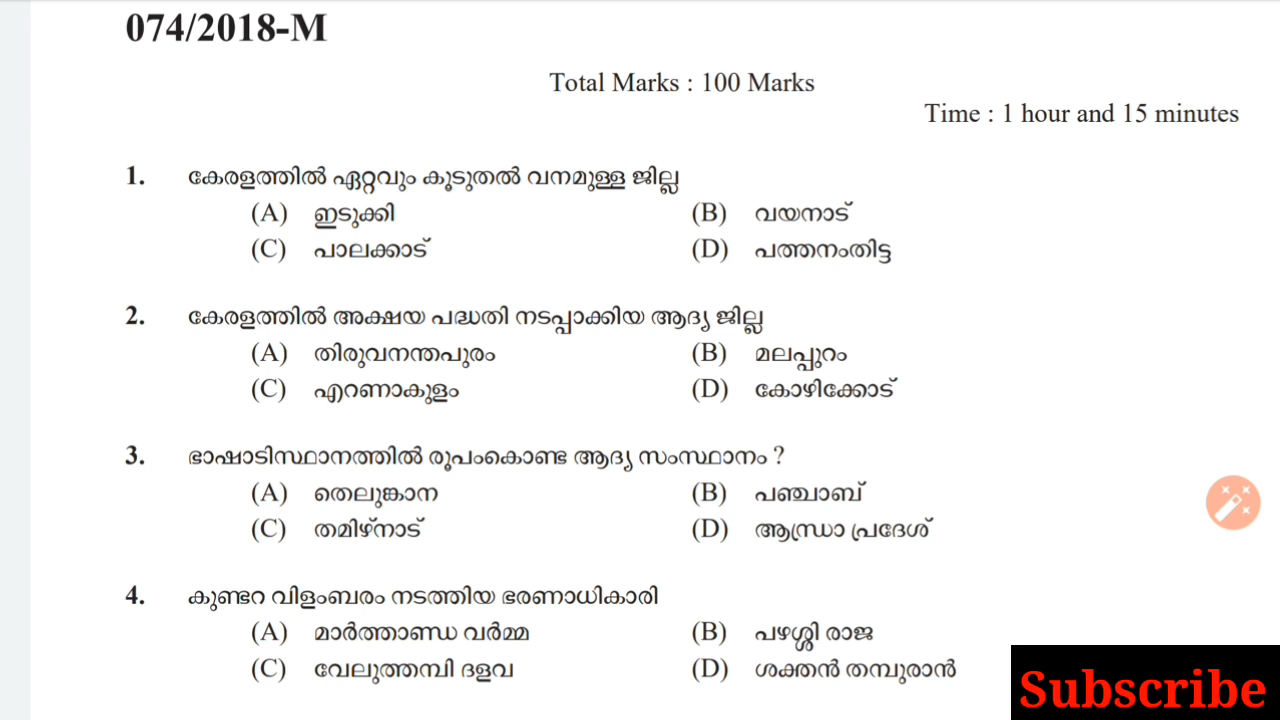 074/2018-M
Total Marks : 100 Marks
Time : 1 hour and 15 minutes
1. കേരളത്തിൽ ഏറ്റവും കൂടുതൽ വനമുള്ള ജില്ല
(A) ഇടുക്കി (B) വയനാട്
(C) പാലക്കാട് (D) പത്തനംതിട്ട
2. കേരളത്തിൽ അക്ഷയ പദ്ധതി നടപ്പാക്കിയ ആദ്യ ജില്ല
(A) തിരുവനന്തപുരം (B) മലപ്പുറം
(C) എറണാകുളം (D) കോഴിക്കോട്
3. ഭാഷാടിസ്ഥാനത്തിൽ രൂപംകൊണ്ട ആദ്യ സംസ്ഥാനം ?
(A) തെലുങ്കാന (B) പഞ്ചാബ്
(C) തമിഴ്നാട് (D) ആന്ധ്രാ പ്രദേശ്
4. കുണ്ടറ വിളംബരം നടത്തിയ ഭരണാധികാരി
(A) മാർത്താണ്ഡ വർമ്മ (B) പഴശ്ശി രാജ
(C) വേലുത്തമ്പി ദളവ (D) ശക്തൻ തമ്പുരാൻ
Subscribe